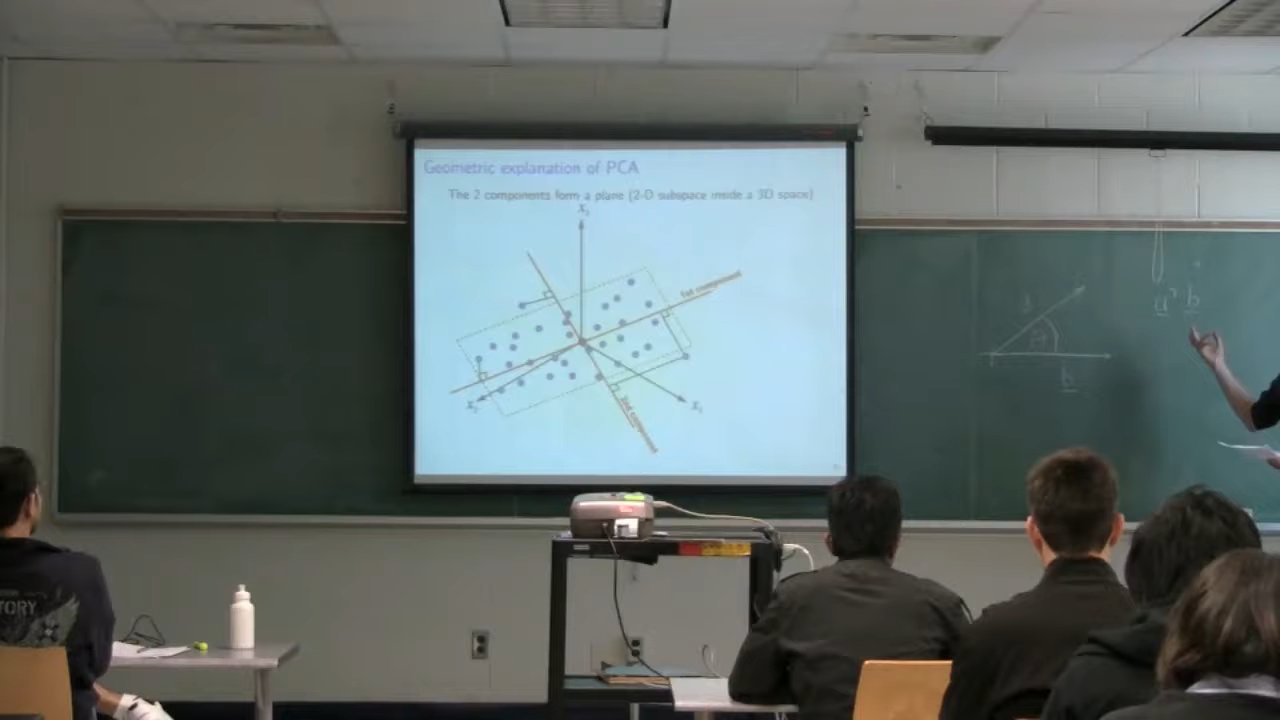 Geometric explanation of PCA
The 2 components form a plane (2-D subspace inside a 3D space)
X3
1st component
X2
X1
2nd component
b
TORY